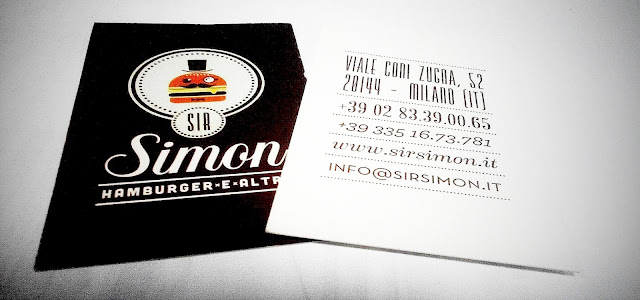 SIR
Simon
HAMBURGER×E×ALTR
VIALE CONI ZUGNA, 52
20144 - MILANO (IT)
+39 02 83.39.00.65
+39 335 16.73.781
www.sirsimon.it
INFO@SIRSIMON.IT